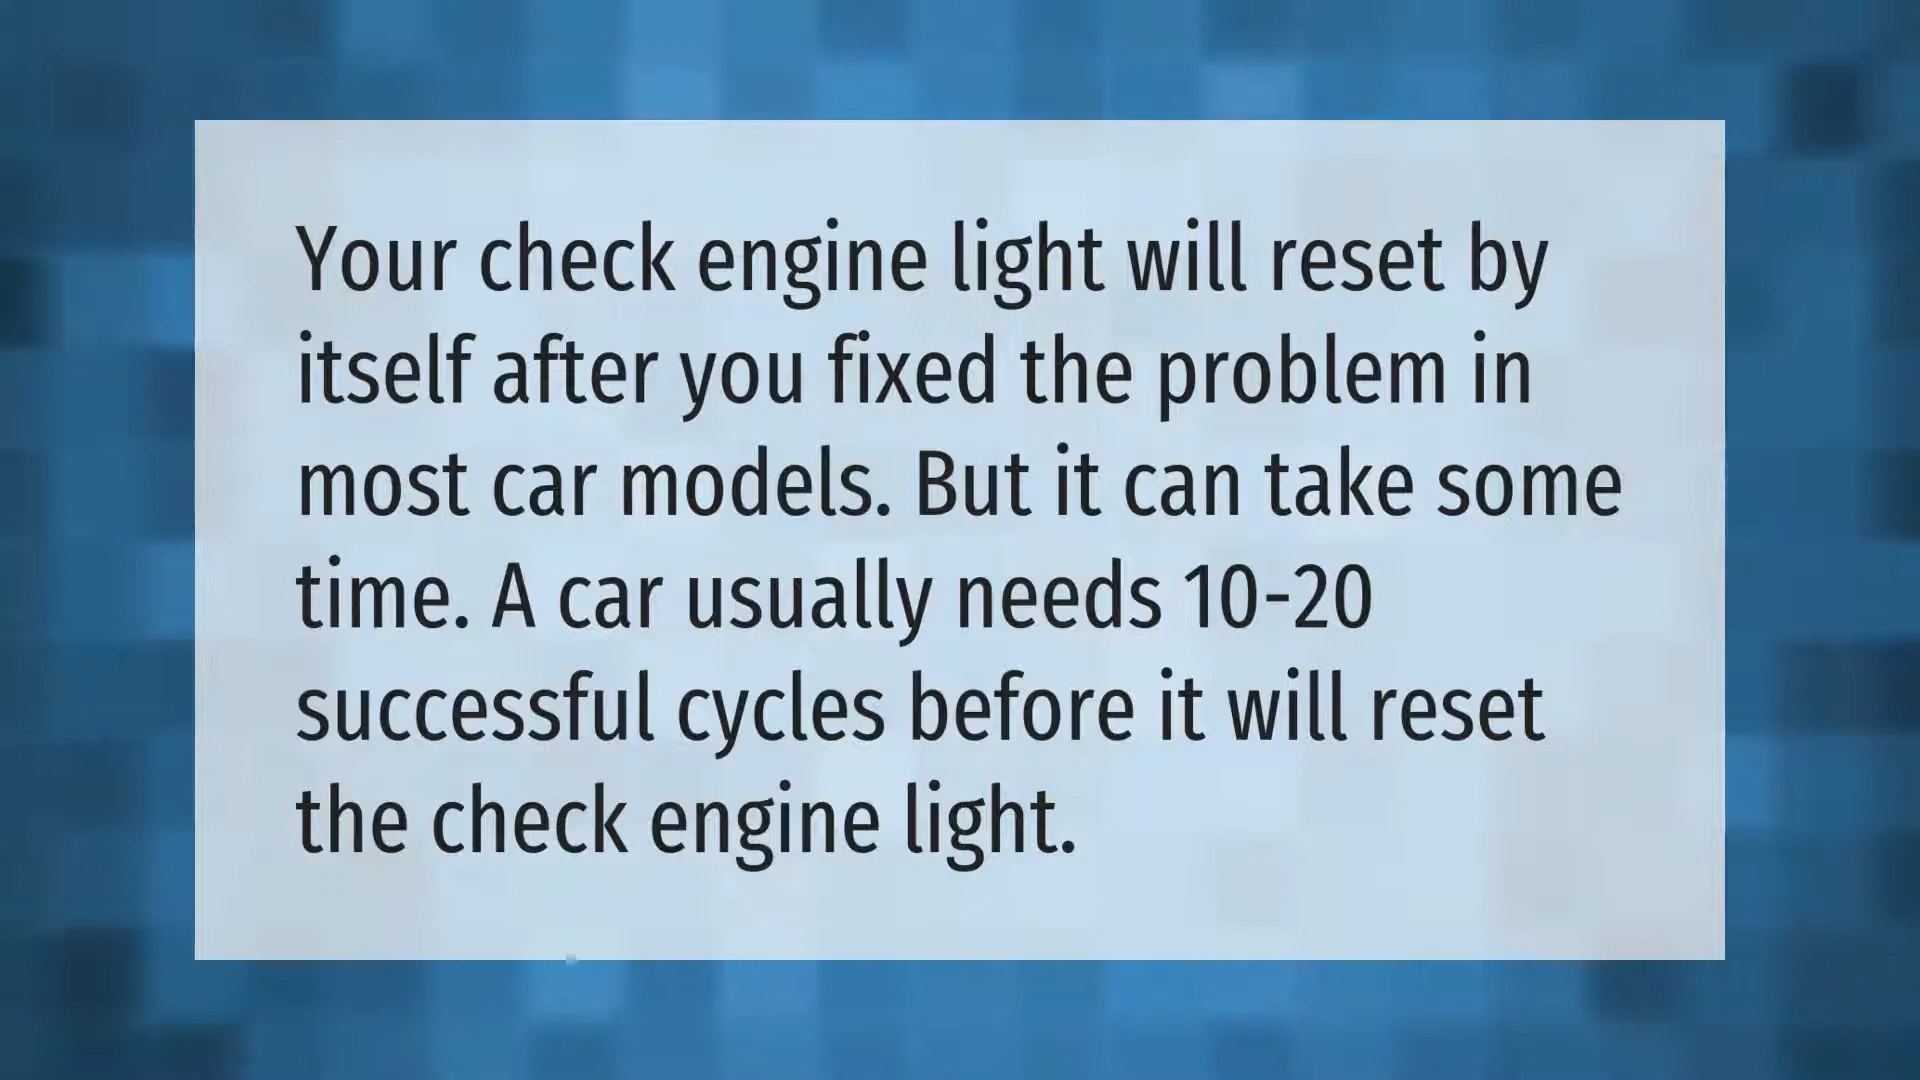 Your check engine light will reset by
itself after you fixed the problem in
most car models. But it can take some
time. A car usually needs 10-20
successful cycles before it will reset
the check engine light.